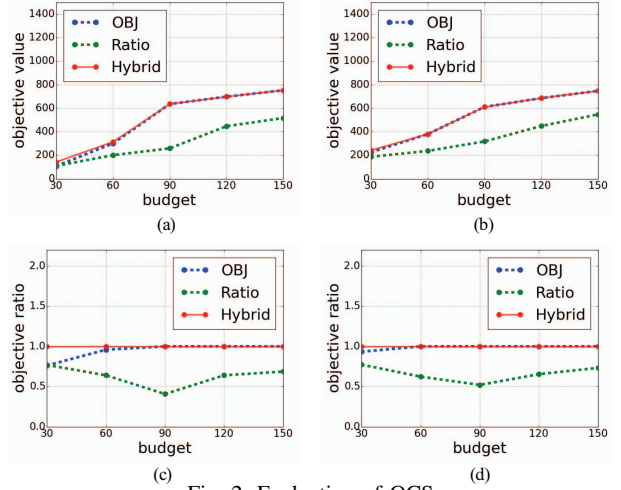 1400
1200
1000
800
600
400
200
0
objective value
OBJ
Ratio
Hybrid
30 60 90 120 150
budget
(a)
1400
1200
1000
800
600
400
200
0
objective value
OBJ
Ratio
Hybrid
30 60 90 120 150
budget
(b)
2.0
1.5
1.0
0.5
0.0
objective ratio
OBJ
Ratio
Hybrid
30 60 90 120 150
budget
(c)
2.0
1.5
1.0
0.5
0.0
objective ratio
OBJ
Ratio
Hybrid
30 60 90 120 150
budget
(d)